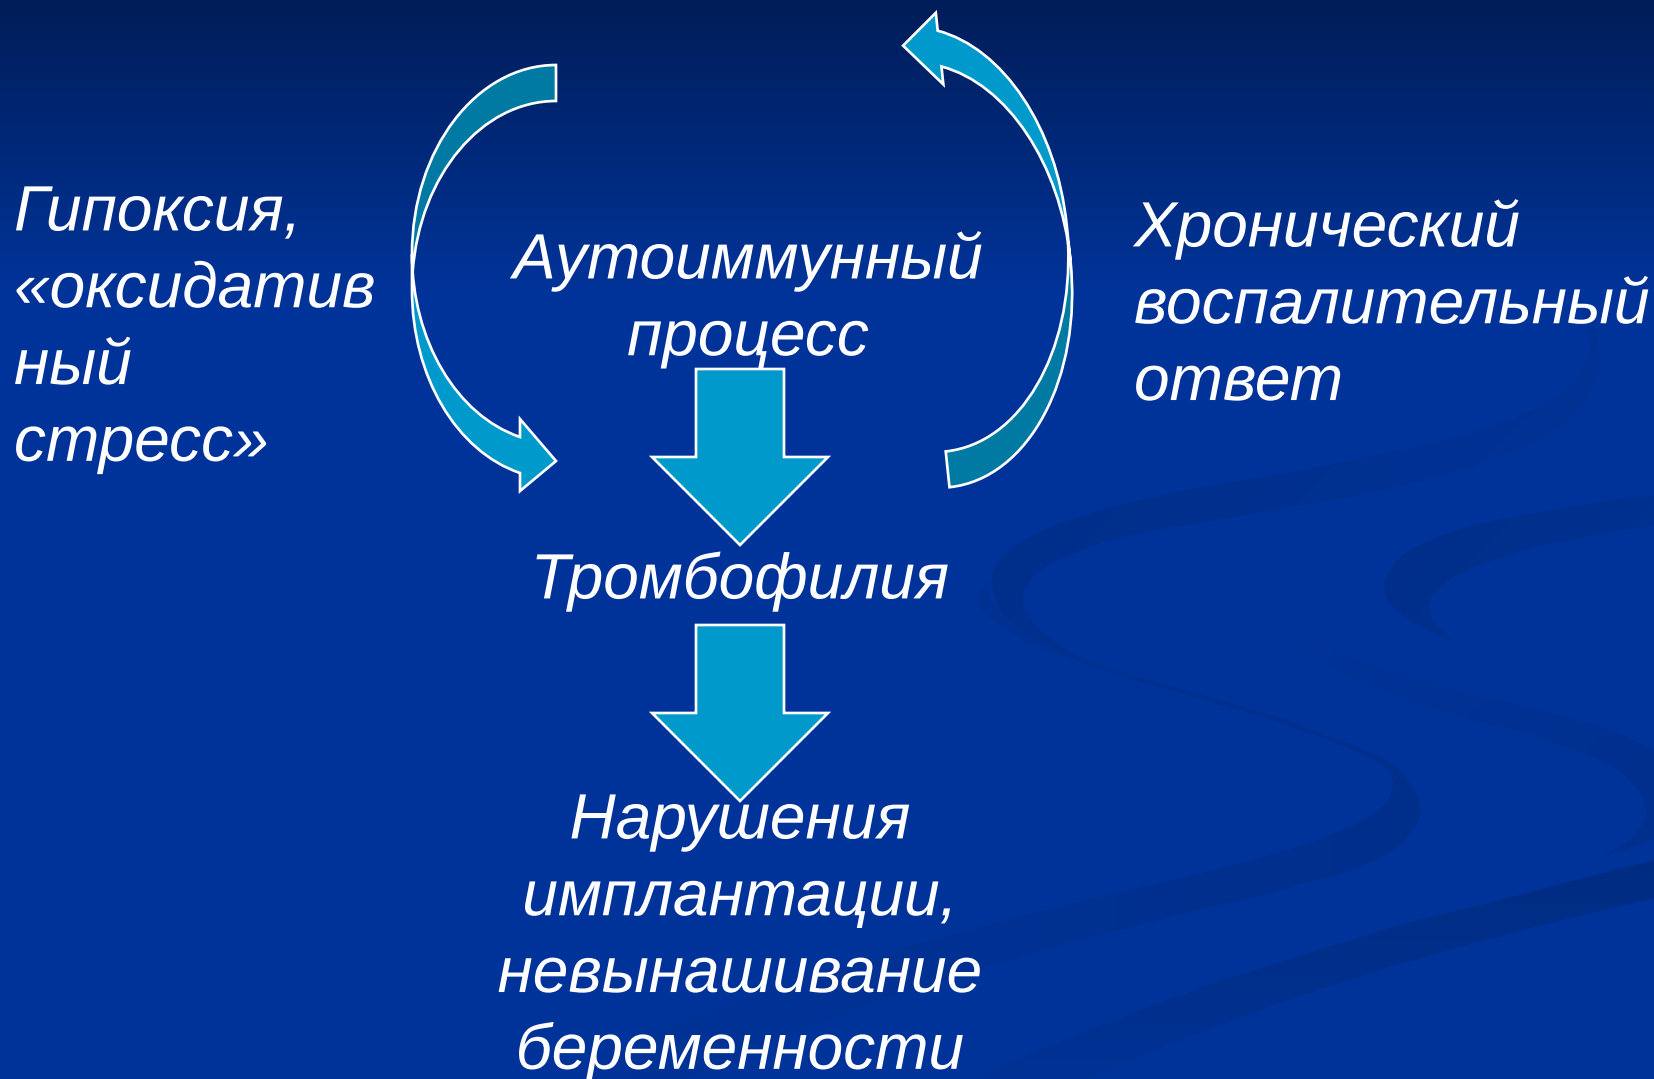 Гипоксия,
«оксидатив
ный
стресс»
Аутоиммунный
процесс
Хронический
воспалительный
ответ
Тромбофилия
Нарушения
имплантации,
невынашивание
беременности